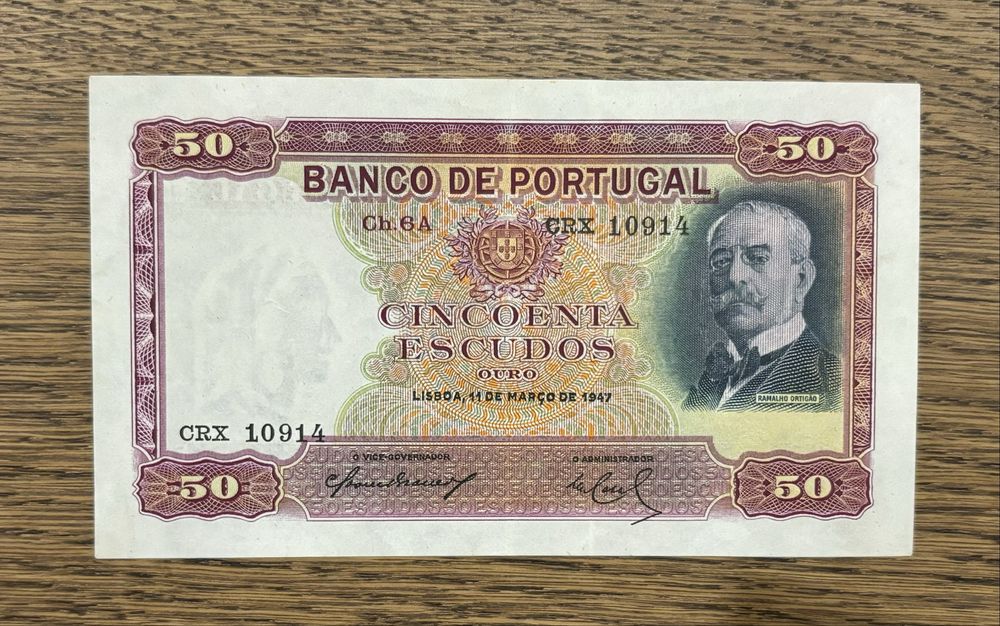 50 50
BANCO DE PORTUGAL
Ch. 6A CRX 10914
CINCOENTA
ESCUDOS
OURO
LISBOA, 11 DE MARÇO DE 1947
RAMALHO ORTIGÃO
CRX 10914
O VICE-GOVERNADOR O ADMINISTRADOR
50 50